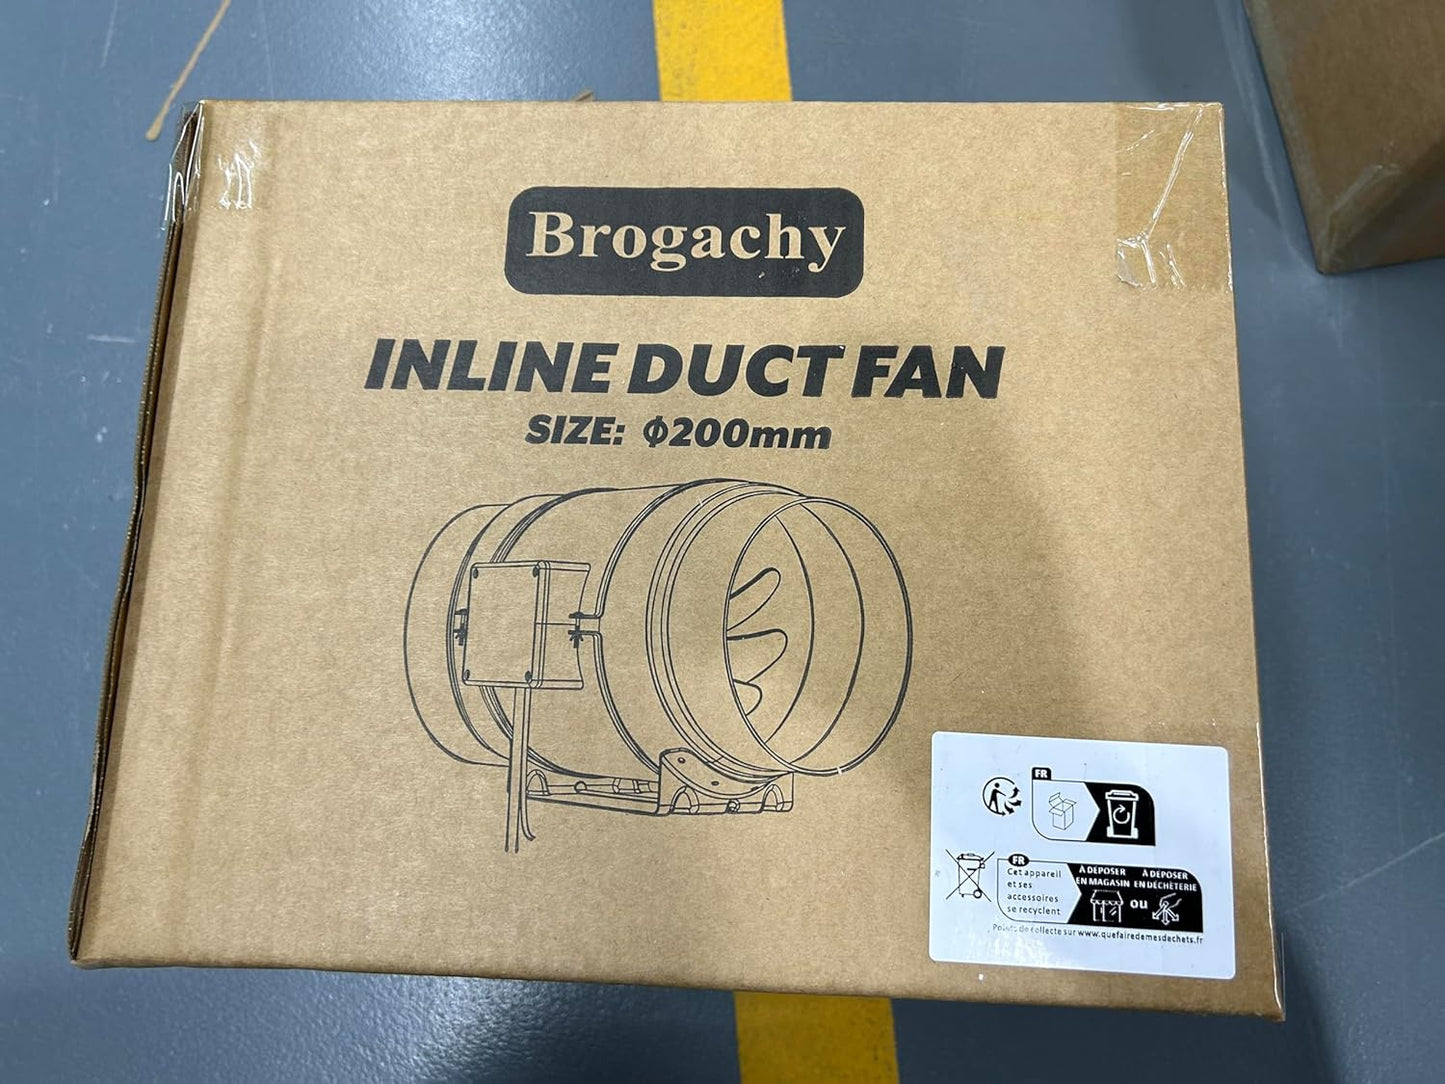 Brogachy
INLINE DUCT FAN
SIZE: Φ200mm
FR
FR
Cet appareil
et ses
accessoires
se recyclent
À DÉPOSER
EN MAGASIN
ou
À DÉPOSER
EN DÉCHÈTERIE
Points de collecte sur www.quefairedemesdechets.fr